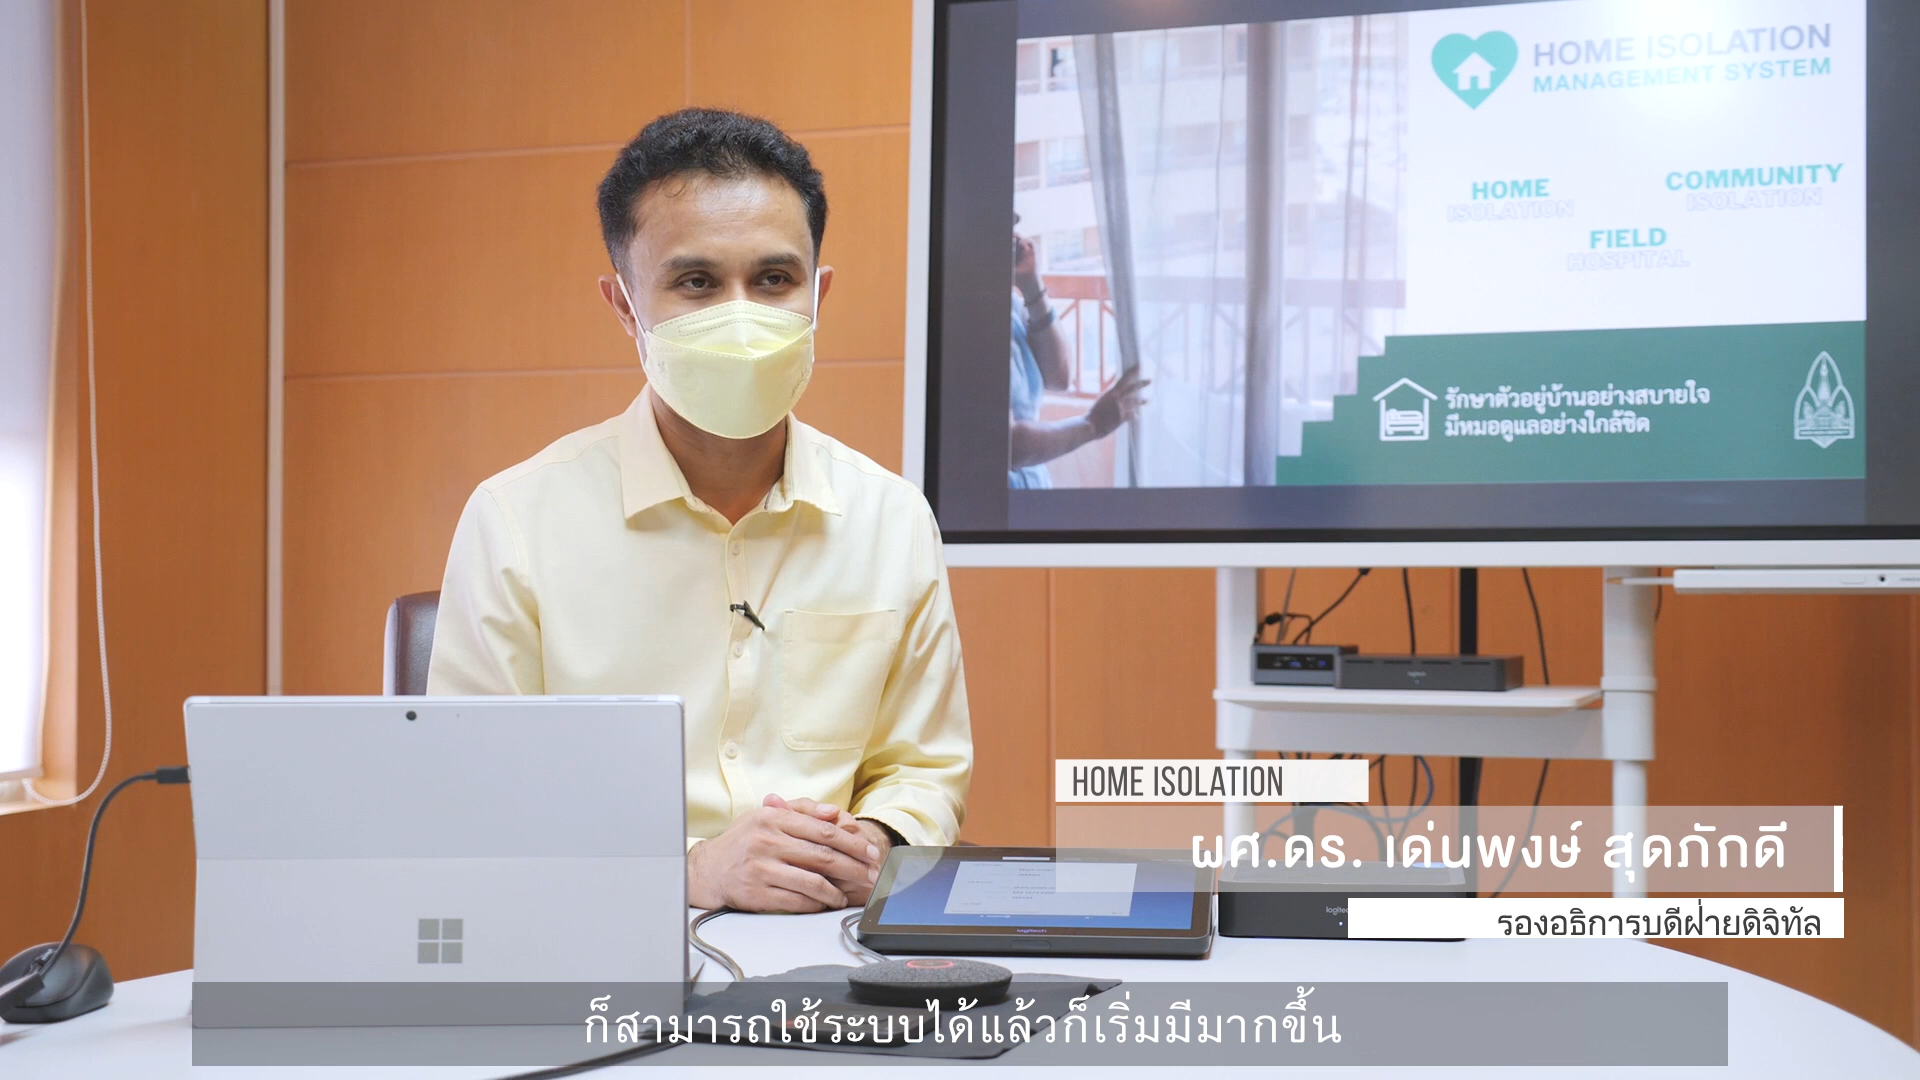 HOME ISOLATION
MANAGEMENT SYSTEM
HOME
ISOLATION
COMMUNITY
ISOLATION
FIELD
HOSPITAL
รักษาตัวอยู่บ้านอย่างสบายใจ
มีหมอดูแลอย่างใกล้ชิด
HOME ISOLATION
ผศ.ดร. เด่นพงษ์ สุดภักดี
รองอธิการบดีฝ่ายดิจิทัล
logitech
logitech
ก็สามารถใช้ระบบได้แล้วก็เริ่มมีมากขึ้น